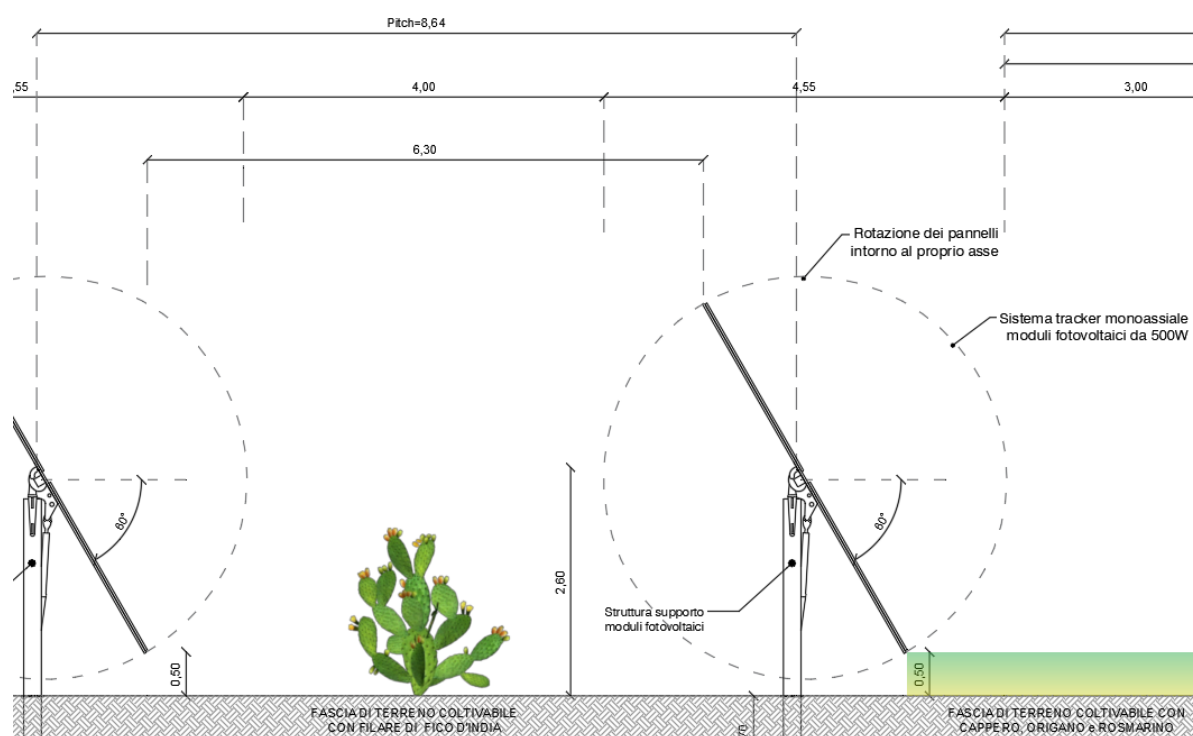 Pitch=8,64
,55
4,00
4,55
3,00
6,30
Rotazione dei pannelli
intorno al proprio asse
Sistema tracker monoassiale
moduli fotovoltaici da 500W
60°
60°
2,60
Struttura supporto
moduli fotovoltaici
0,50
0,50
FASCIA DI TERRENO COLTIVABILE
CON FILARE DI FICO D'INDIA
70
FASCIA DI TERRENO COLTIVABILE CON
CAPPERO, ORIGANO e ROSMARINO